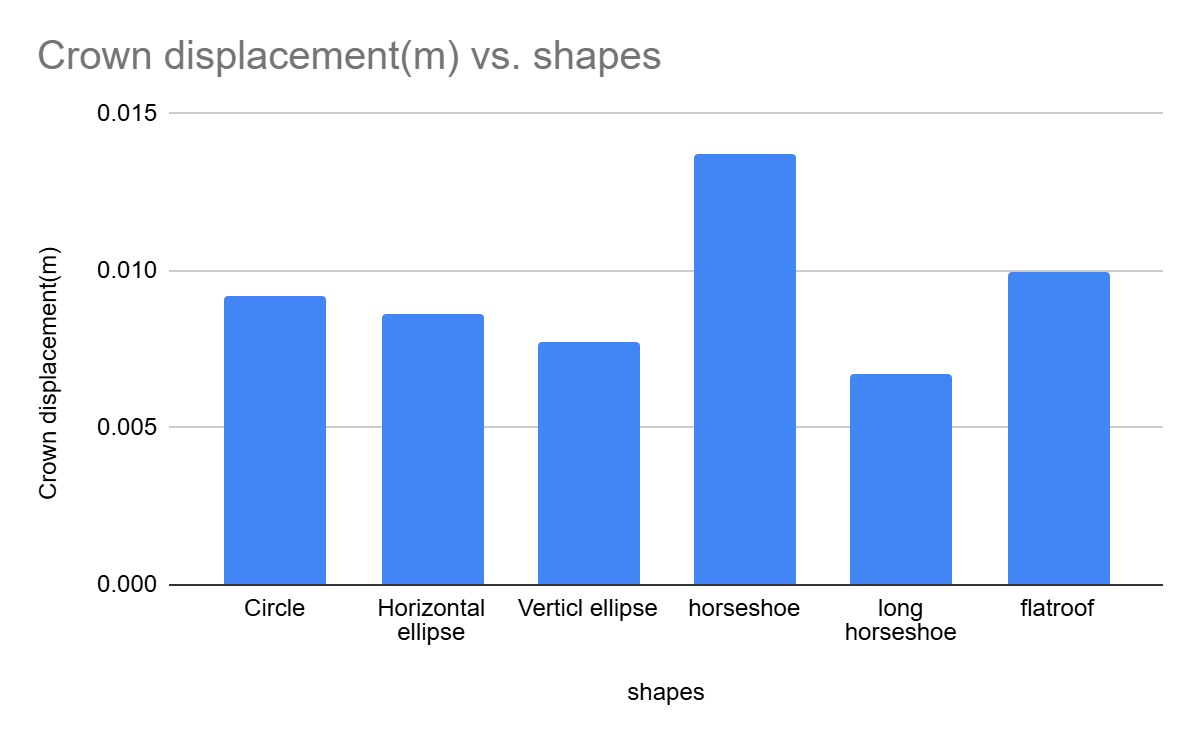 Crown displacement(m) vs. shapes
0.015
0.010
0.005
0.000
Crown displacement(m)
Circle
Horizontal
ellipse
Verticl ellipse
horseshoe
long
horseshoe
flatroof
shapes